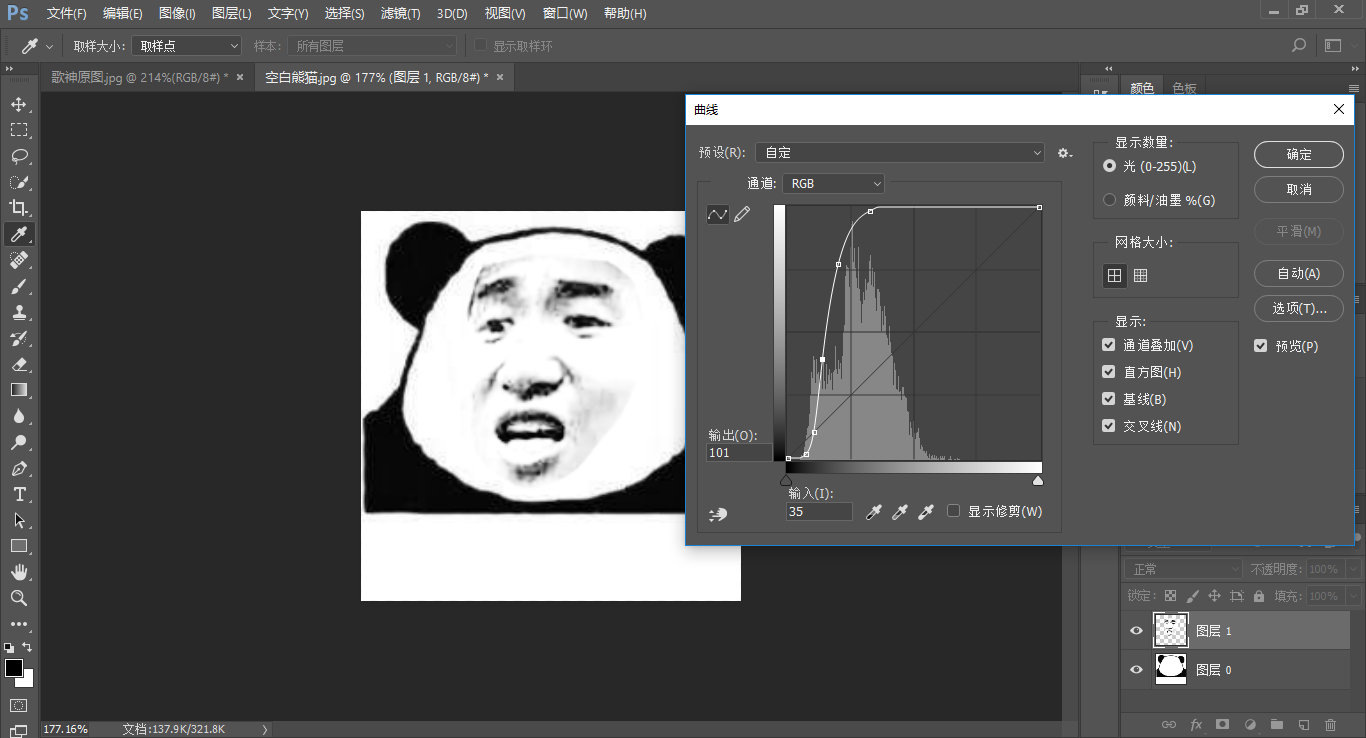 Ps 文件(F) 编辑(E) 图像(I) 图层(L) 文字(Y) 选择(S) 滤镜(T) 3D(D) 视图(V) 窗口(W) 帮助(H)
取样大小: 取样点 样本: 所有图层 显示取样环
歌神原图.jpg @ 214%(RGB/8#) * × 空白熊猫.jpg @ 177% (图层 1, RGB/8#) * ×
颜色 色板
曲线
预设(R): 自定
通道: RGB
输出(O):
101
输入(I):
35
显示修剪(W)
显示数量:
光 (0-255)(L)
颜料/油墨 %(G)
网格大小:
显示:
通道叠加(V)
直方图(H)
基线(B)
交叉线(N)
确定
取消
平滑(M)
自动(A)
选项(T)...
预览(P)
正常 不透明度: 100%
锁定: 填充: 100%
图层 1
图层 0
fx
177.16% 文档:137.9K/321.8K